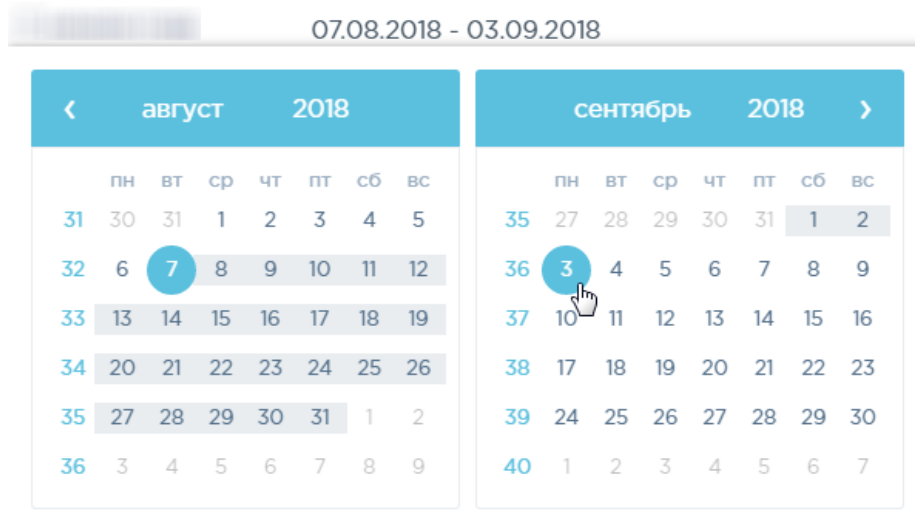 07.08.2018 - 03.09.2018
‹ август 2018
пн вт ср чт пт сб вс
31 30 31 1 2 3 4 5
32 6 7 8 9 10 11 12
33 13 14 15 16 17 18 19
34 20 21 22 23 24 25 26
35 27 28 29 30 31 1 2
36 3 4 5 6 7 8 9
сентябрь 2018 ›
пн вт ср чт пт сб вс
35 27 28 29 30 31 1 2
36 3 4 5 6 7 8 9
37 10 11 12 13 14 15 16
38 17 18 19 20 21 22 23
39 24 25 26 27 28 29 30
40 1 2 3 4 5 6 7